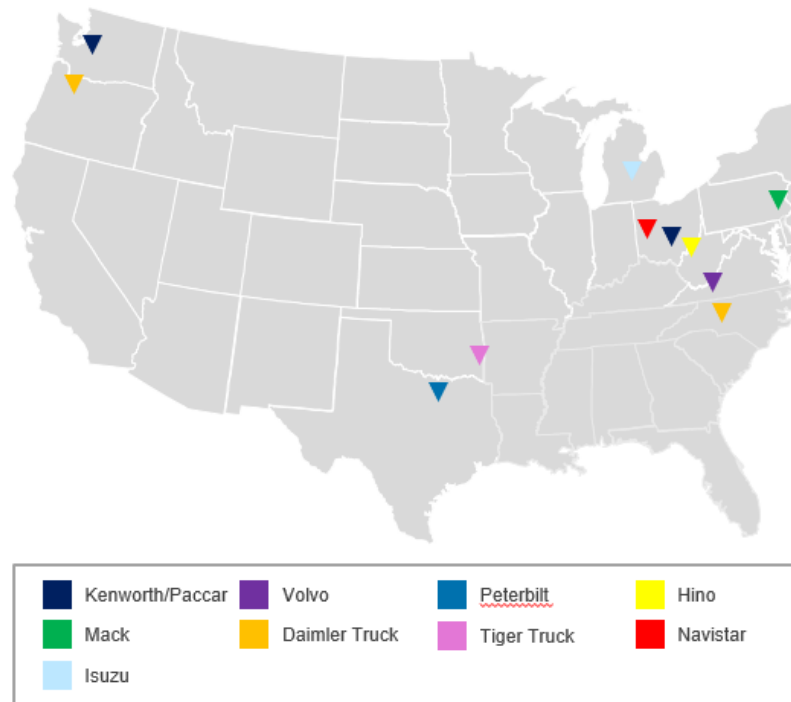 Kenworth/Paccar Volvo Peterbilt Hino
Mack Daimler Truck Tiger Truck Navistar
Isuzu